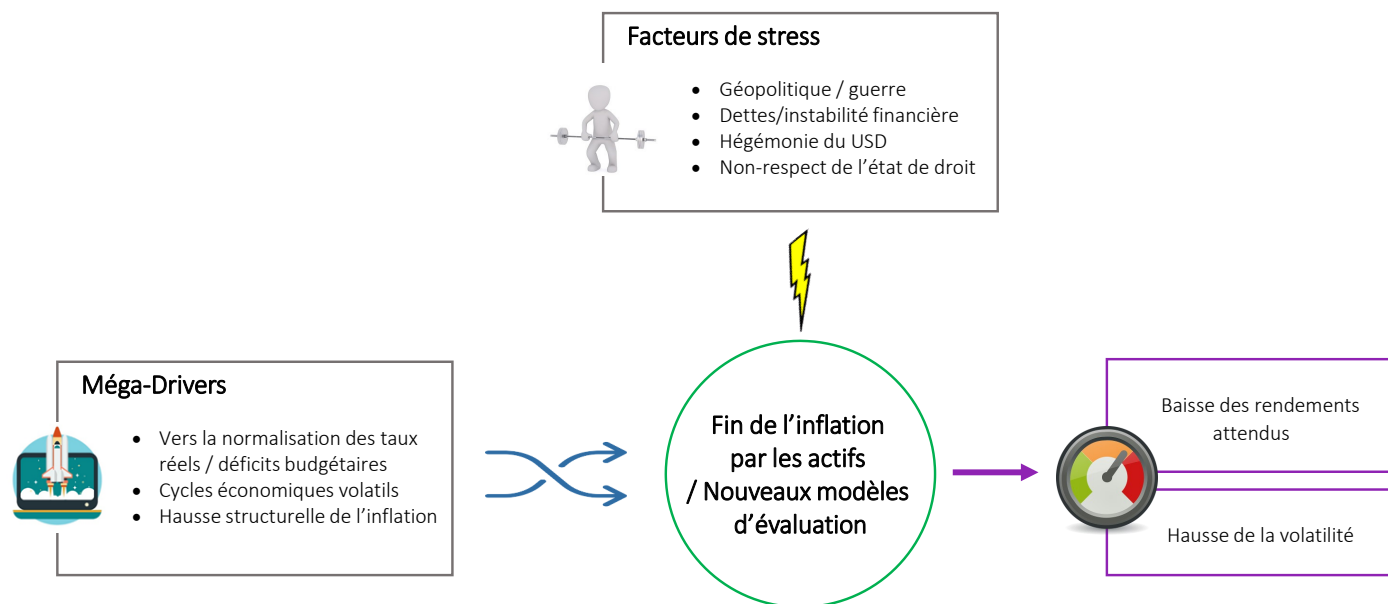 Facteurs de stress
• Géopolitique / guerre
• Dettes/instabilité financière
• Hégémonie du USD
• Non-respect de l’état de droit
Méga-Drivers
• Vers la normalisation des taux
réels / déficits budgétaires
• Cycles économiques volatils
• Hausse structurelle de l’inflation
Fin de l’inflation
par les actifs
/ Nouveaux modèles
d’évaluation
Baisse des rendements
attendus
Hausse de la volatilité